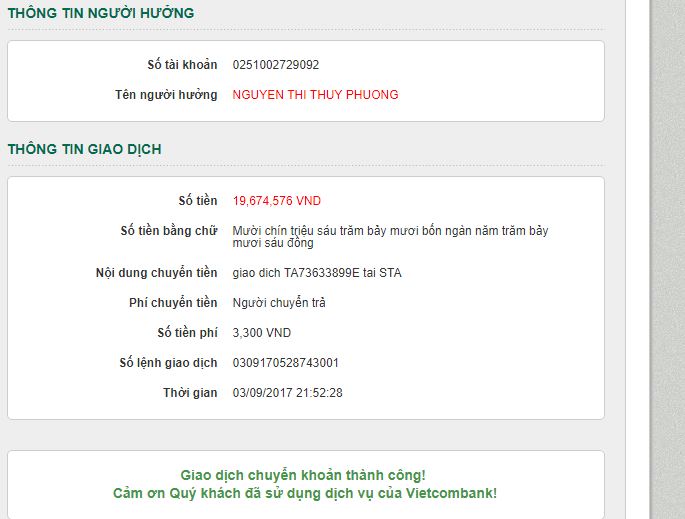 THÔNG TIN NGƯỜI HƯỞNG
Số tài khoản 0251002729092
Tên người hưởng NGUYEN THI THUY PHUONG
THÔNG TIN GIAO DỊCH
Số tiền 19,674,576 VND
Số tiền bằng chữ Mười chín triệu sáu trăm bảy mươi bốn ngàn năm trăm bảy
mươi sáu đồng
Nội dung chuyển tiền giao dich TA73633899E tai STA
Phí chuyển tiền Người chuyển trả
Số tiền phí 3,300 VND
Số lệnh giao dịch 0309170528743001
Thời gian 03/09/2017 21:52:28
Giao dịch chuyển khoản thành công!
Cảm ơn Quý khách đã sử dụng dịch vụ của Vietcombank!